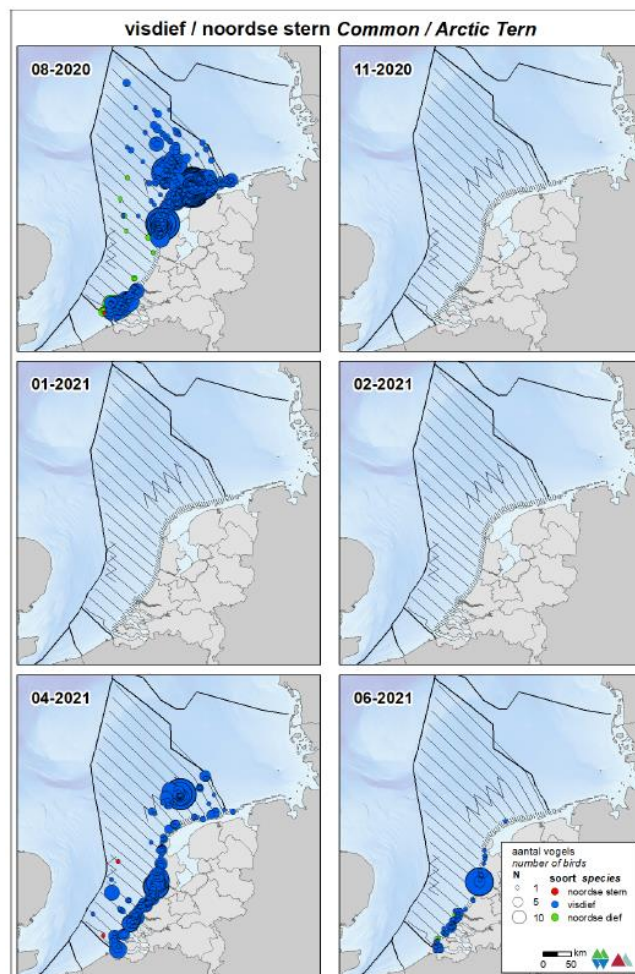 visdief / noordse stern Common / Arctic Tern
08-2020
11-2020
01-2021
02-2021
04-2021
06-2021
aantal vogels
number of birds
N
soort species
1 noordse stern
5 visdief
10 noordse dief
km
0 50